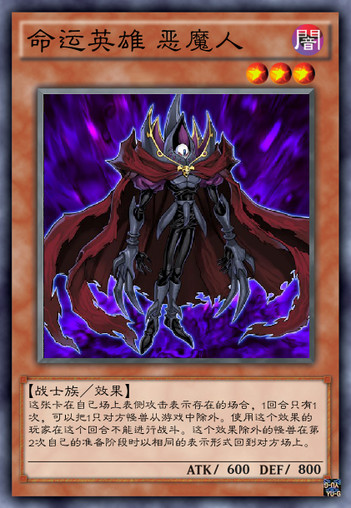 命运英雄 恶魔人
闇
【战士族／效果】
这张卡在自己场上表侧攻击表示存在的场合，1回合只有1
次，可以把1只对方怪兽从游戏中除外。使用这个效果的
玩家在这个回合不能进行战斗。这个效果除外的怪兽在第
2次自己的准备阶段时以相同的表示形式回到对方场上。
ATK/ 600 DEF/ 800